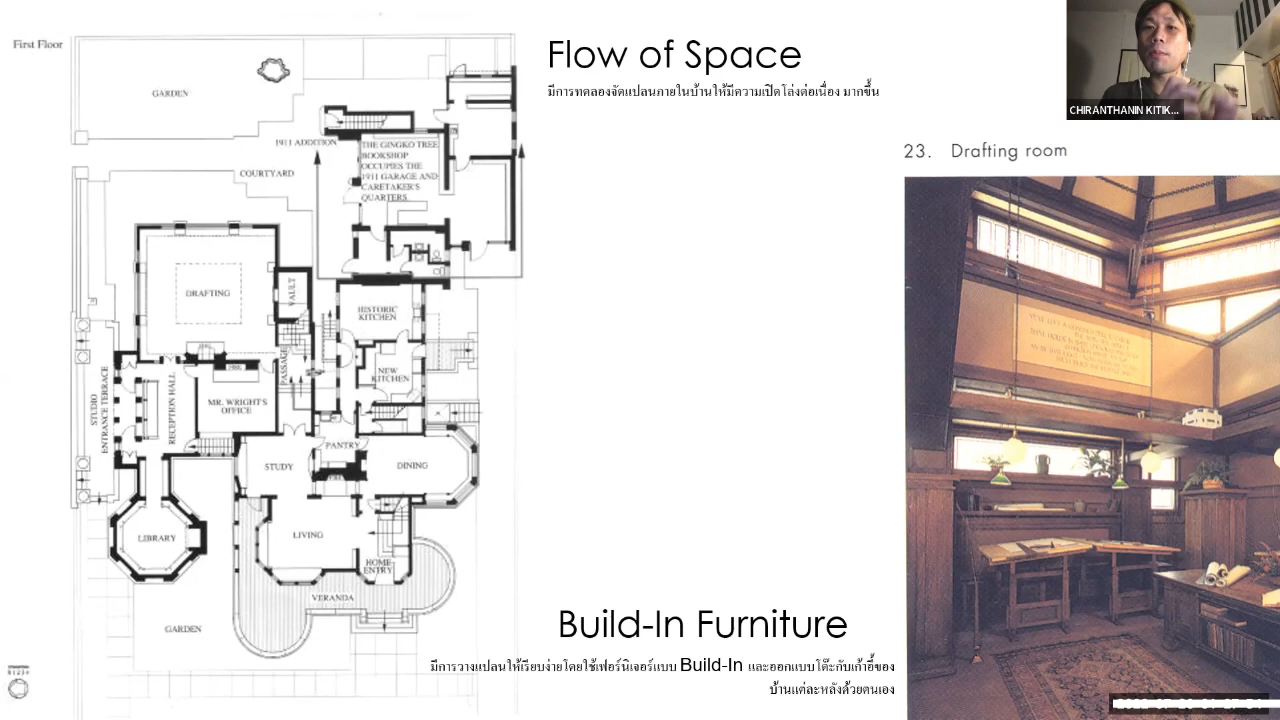 First Floor
GARDEN
1911 ADDITION
THE GINGKO TREE
BOOKSHOP
OCCUPIES THE
1911 GARAGE AND
CARETAKER'S
QUARTERS.
COURTYARD
DRAFTING
VAULT
HISTORIC
KITCHEN
PASSAGE
NEW
KITCHEN
STUDIO
ENTRANCE TERRACE
RECEPTION HALL
MR. WRIGHT'S
OFFICE
PANTRY
STUDY
DINING
LIBRARY
LIVING
HOME
ENTRY
VERANDA
GARDEN
Flow of Space
มีการทดลองจัดแปลนภายในบ้านให้มีความเปิดโล่งต่อเนื่อง มากขึ้น
CHIRANTHANIN KITIK...
23. Drafting room
Build-In Furniture
มีการวางแปลนให้เรียบง่ายโดยใช้เฟอร์นิเจอร์แบบ Build-In และออกแบบโต๊ะกับเก้าอี้ของ
บ้านแต่ละหลังด้วยตนเอง